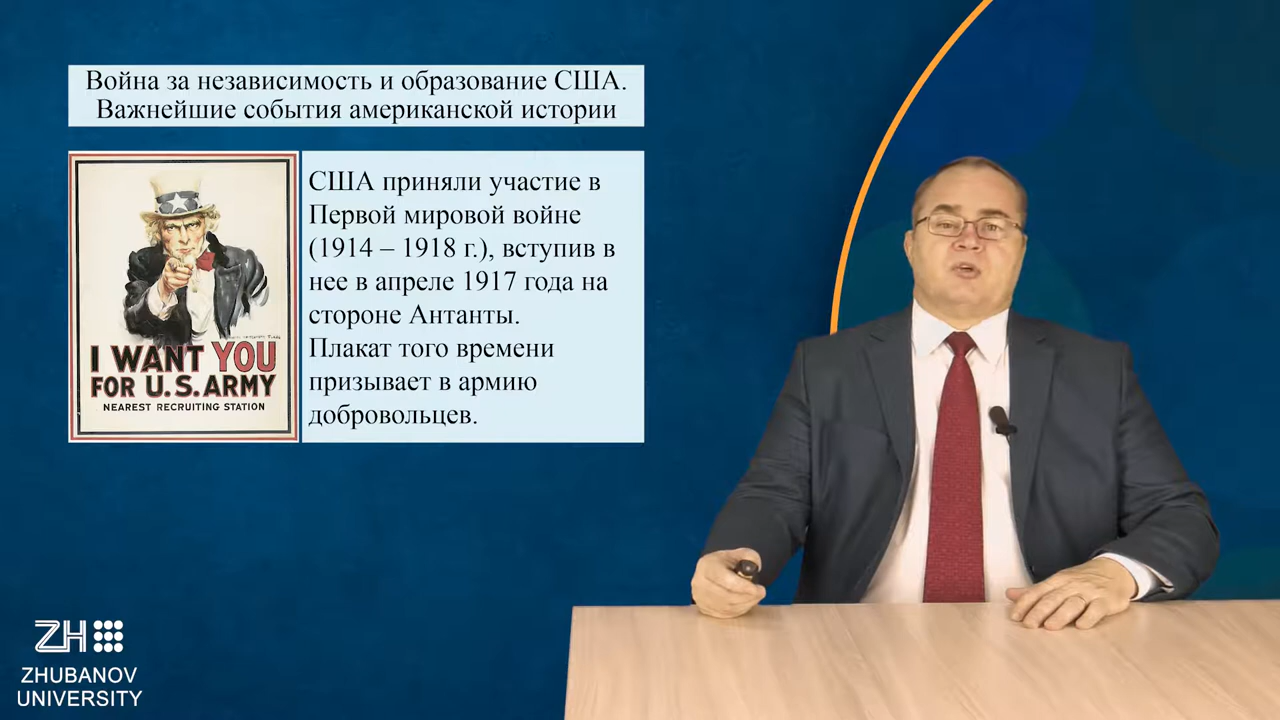 Война за независимость и образование США.
Важнейшие события американской истории
I WANT YOU
FOR U.S. ARMY
NEAREST RECRUITING STATION
США приняли участие в
Первой мировой войне
(1914 – 1918 г.), вступив в
нее в апреле 1917 года на
стороне Антанты.
Плакат того времени
призывает в армию
добровольцев.
ZH
ZHUBANOV
UNIVERSITY